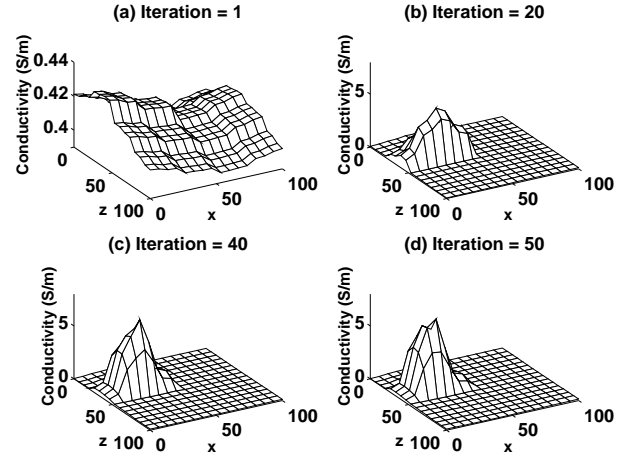 (a) Iteration = 1
Conductivity (S/m)
0.44
0.42
0.4
0
50
z 100
0
50
100
x
(b) Iteration = 20
Conductivity (S/m)
5
0
0
50
z 100
0
50
100
x
(c) Iteration = 40
Conductivity (S/m)
5
0
0
50
z 100
0
50
100
x
(d) Iteration = 50
Conductivity (S/m)
5
0
0
50
z 100
0
50
100
x